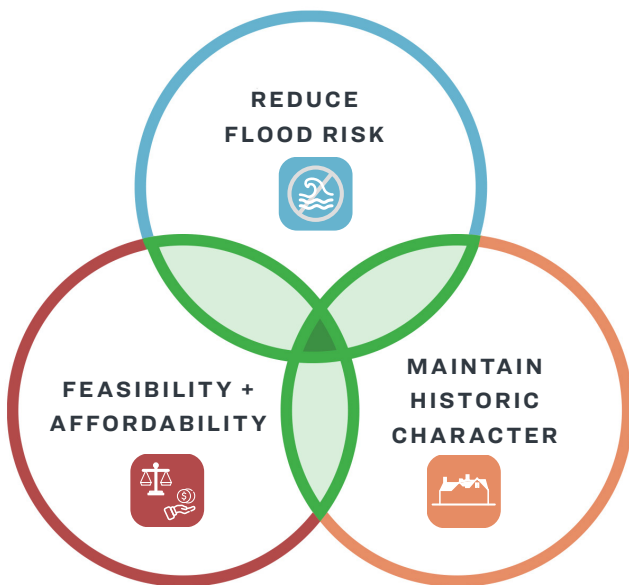 REDUCE
FLOOD RISK
FEASIBILITY +
AFFORDABILITY
MAINTAIN
HISTORIC
CHARACTER